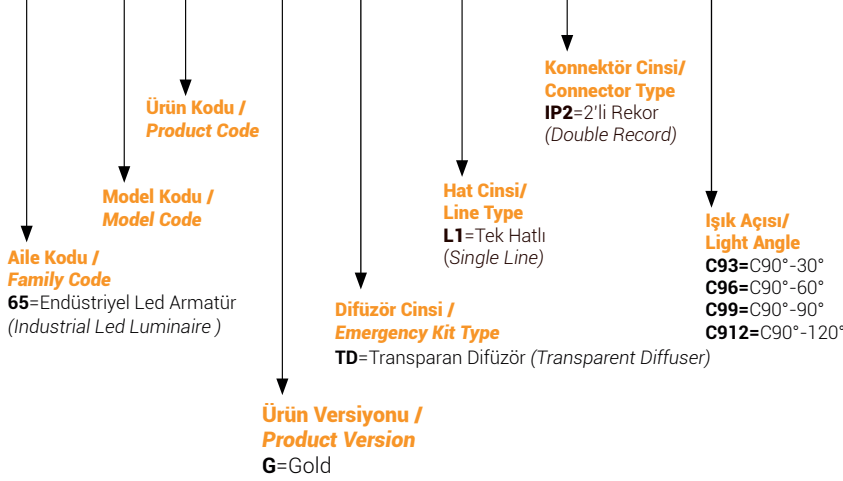 Konnektör Cinsi/
Connector Type
IP2=2'li Rekor
(Double Record)
Ürün Kodu /
Product Code
Hat Cinsi/
Line Type
L1=Tek Hatlı
(Single Line)
Model Kodu /
Model Code
Işık Açısı/
Light Angle
C93=C90°-30°
C96=C90°-60°
C99=C90°-90°
C912=C90°-120°
Aile Kodu /
Family Code
65=Endüstriyel Led Armatür
(Industrial Led Luminaire )
Difüzör Cinsi /
Emergency Kit Type
TD=Transparan Difüzör (Transparent Diffuser)
Ürün Versiyonu /
Product Version
G=Gold